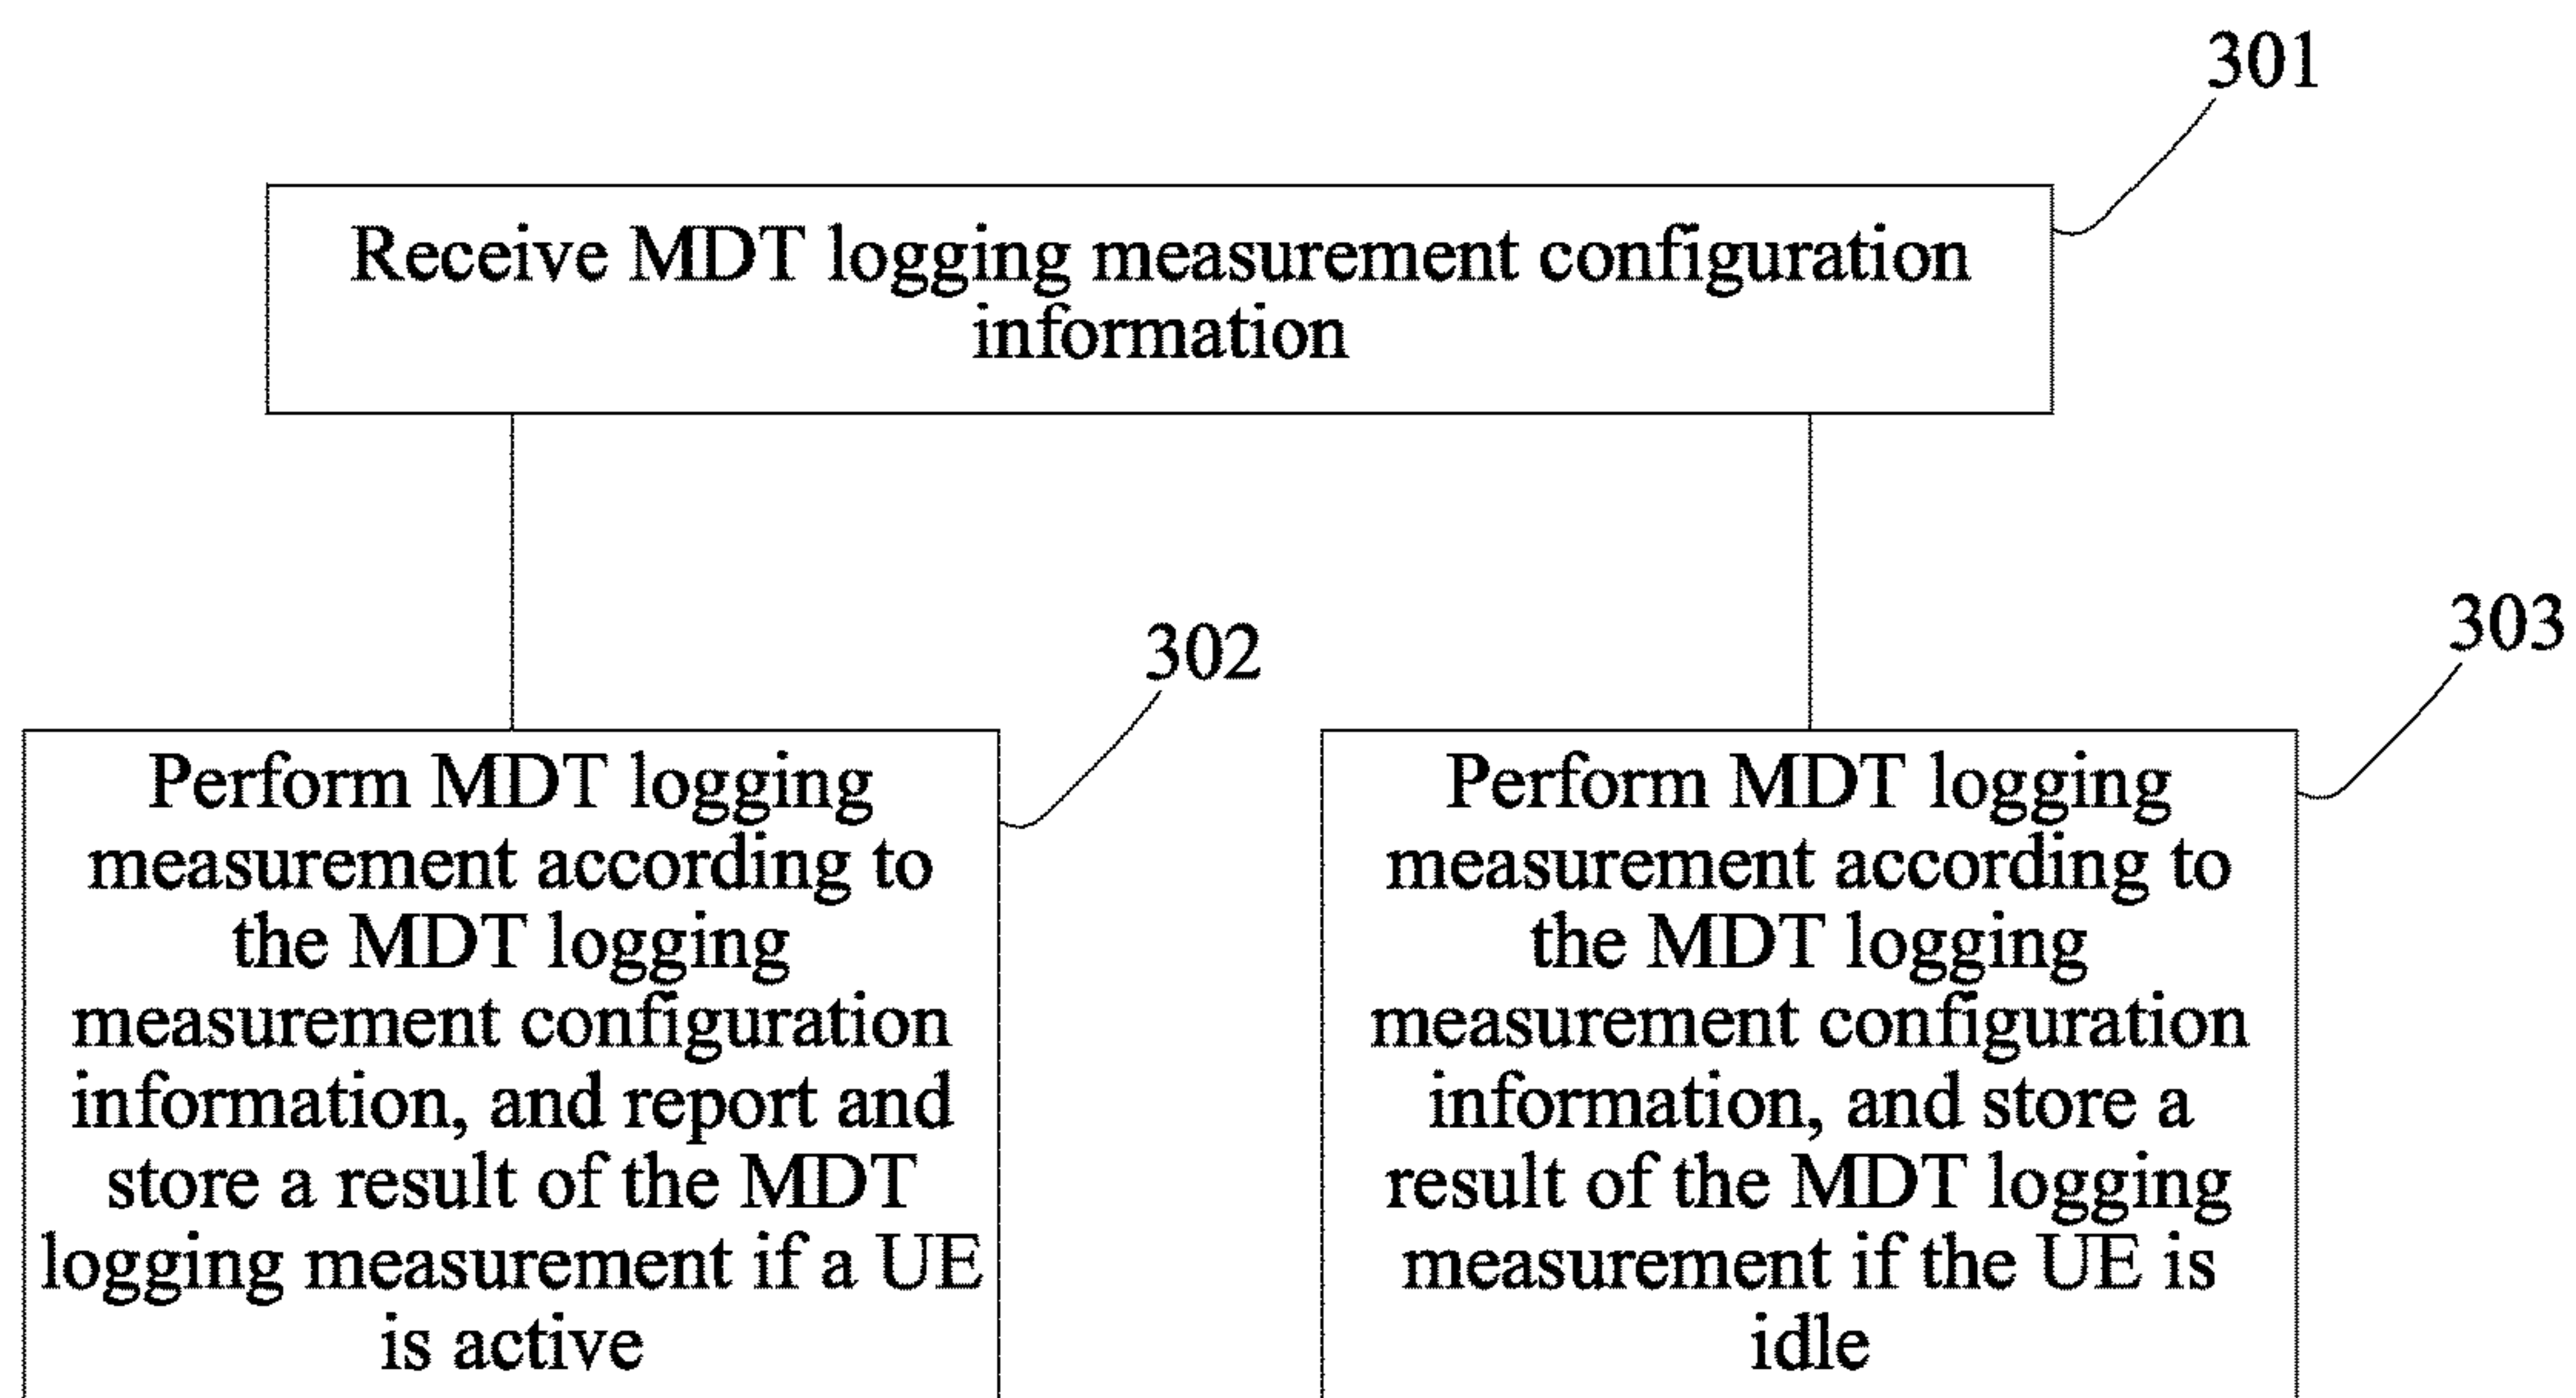 301
Receive MDT logging measurement configuration
information
302
Perform MDT logging
measurement according to
the MDT logging
measurement configuration
information, and report and
store a result of the MDT
logging measurement if a UE
is active
303
Perform MDT logging
measurement according to
the MDT logging
measurement configuration
information, and store a
result of the MDT logging
measurement if the UE is
idle